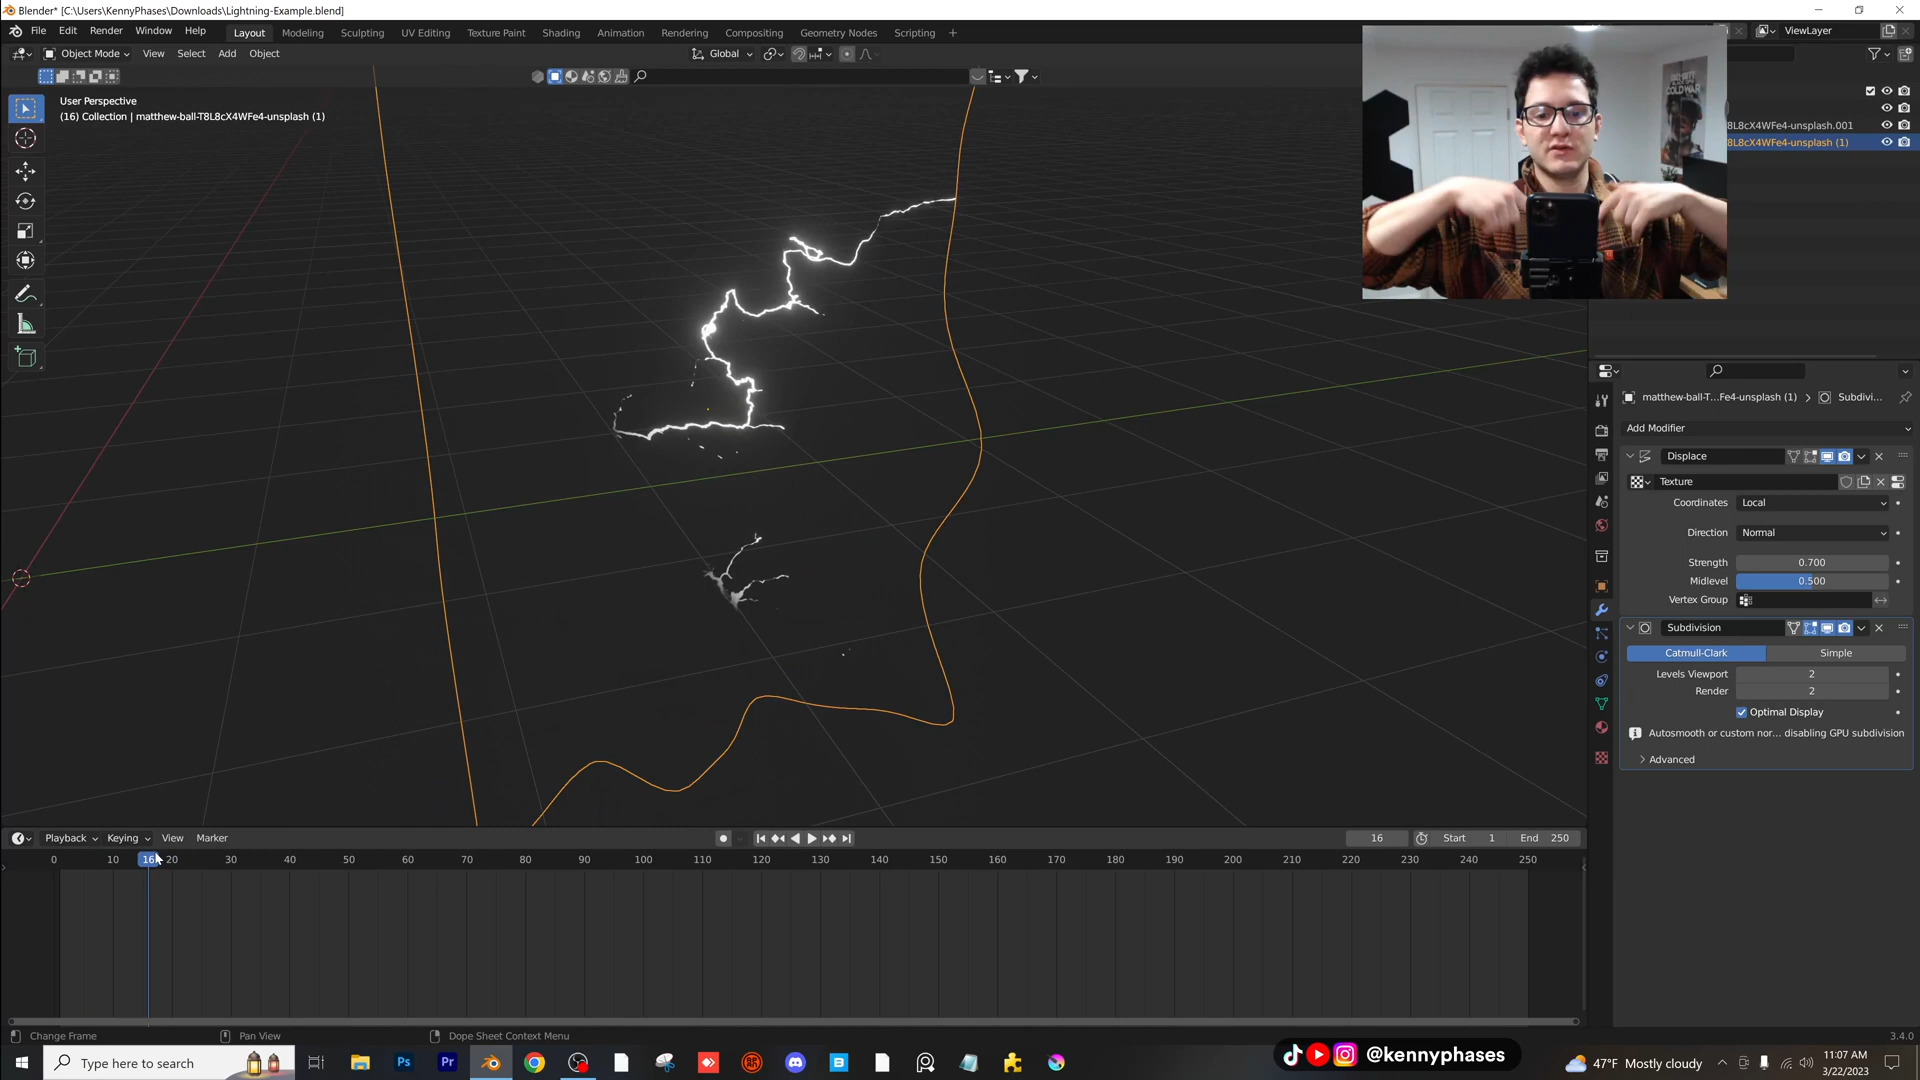 Blender* [C:\Users\KennyPhases\Downloads\Lightning-Example.blend]
File Edit Render Window Help Layout Modeling Sculpting UV Editing Texture Paint Shading Animation Rendering Compositing Geometry Nodes Scripting + ViewLayer
Object Mode View Select Add Object Global
User Perspective
(16) Collection | matthew-ball-T8L8cX4WFe4-unsplash (1)
8L8cX4WFe4-unsplash.001
8L8cX4WFe4-unsplash (1)
COLD WAR
matthew-ball-T...Fe4-unsplash (1) > Subdivi...
Add Modifier
Displace
Texture
Coordinates Local
Direction Normal
Strength 0.700
Midlevel 0.500
Vertex Group
Subdivision
Catmull-Clark Simple
Levels Viewport 2
Render 2
Optimal Display
Autosmooth or custom nor... disabling GPU subdivision
Advanced
Playback Keying View Marker 16 Start 1 End 250
0 10 16 20 30 40 50 60 70 80 90 100 110 120 130 140 150 160 170 180 190 200 210 220 230 240 250
Change Frame Pan View Dope Sheet Context Menu 3.4.0
Type here to search Ps Pr B @kennyphases 47°F Mostly cloudy 11:07 AM
3/22/2023